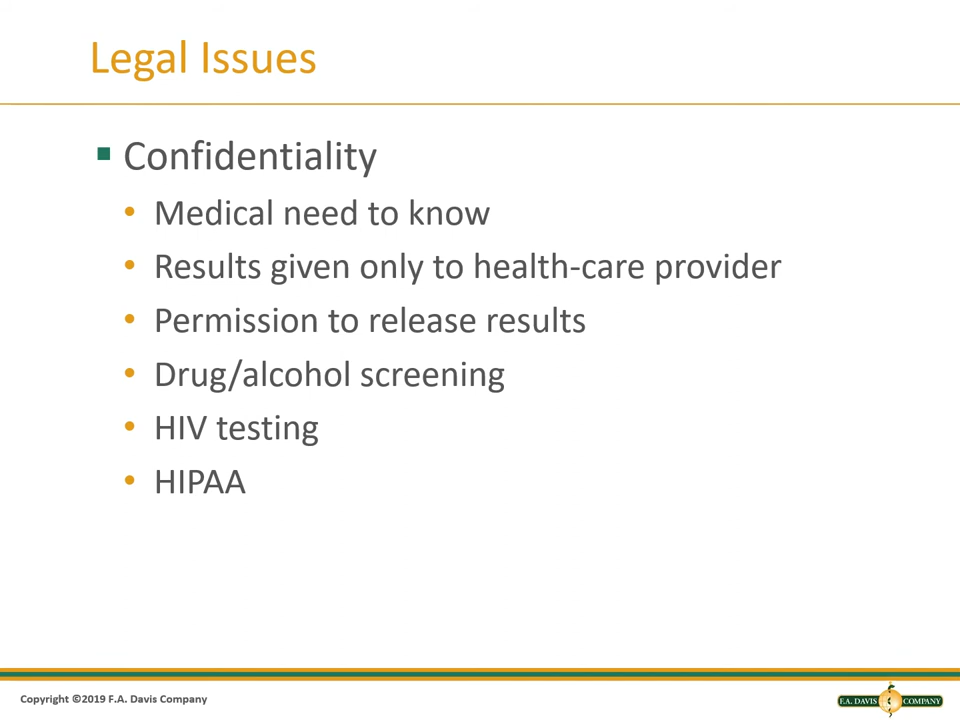 Legal Issues
Confidentiality
Medical need to know
Results given only to health-care provider
Permission to release results
Drug/alcohol screening
HIV testing
HIPAA
Copyright ©2019 F.A. Davis Company
F.A. DAVIS COMPANY